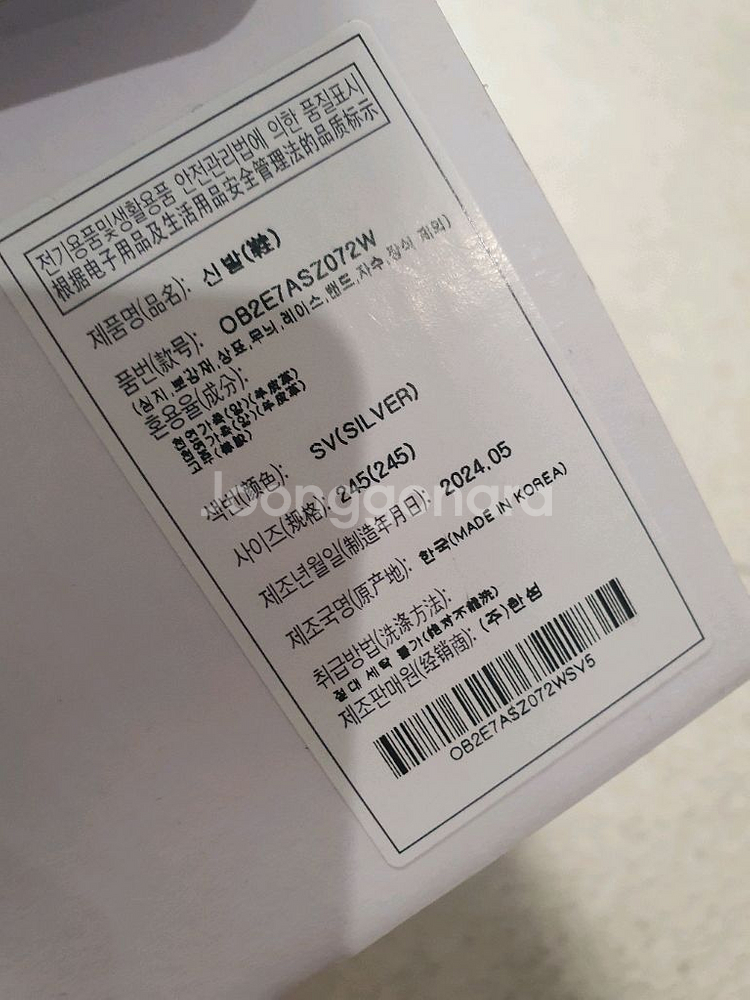 전기용품및생활용품 안전관리법에 의한 품질표시
根据电子用品及生活用品安全管理法的品质标示
제품명(品名): 신발(鞋)
품번(款号): OB2E7ASZ072W
(심지,보강재,상표,무늬,레이스,밴드,자수,장식 제외)
혼용율(成分):
천연가죽(양)(羊皮革)
천연가죽(양)(羊皮革)
고무(橡胶)
색번(颜色): SV(SILVER)
사이즈(规格): 245(245)
제조년월일(制造年月日): 2024.05
제조국명(原产地): 한국(MADE IN KOREA)
취급방법(洗涤方法):
절대 세탁 불가(绝对不能洗)
제조판매원(经销商): (주)한섬
OB2E7ASZ072WSV5
joongaonara